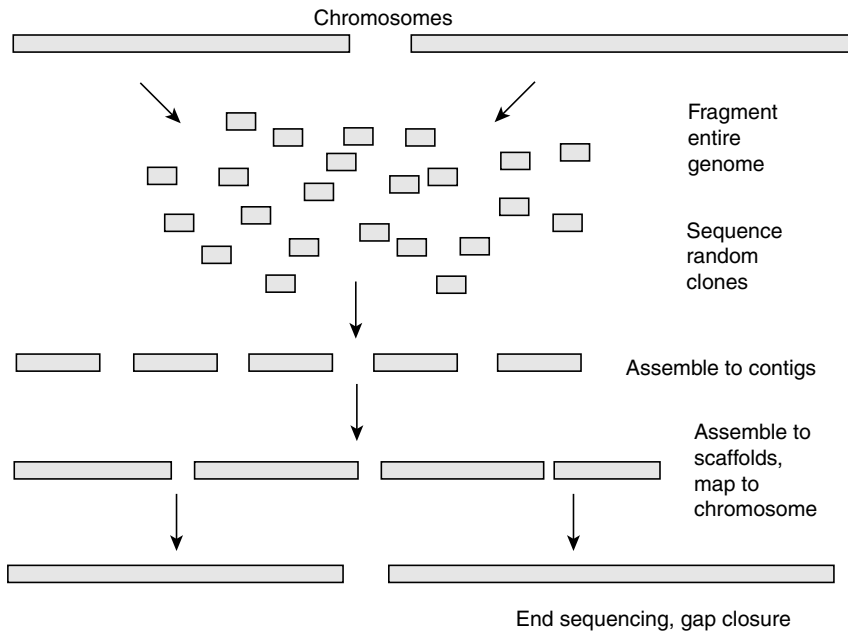 Chromosomes
Fragment
entire
genome
Sequence
random
clones
Assemble to contigs
Assemble to
scaffolds,
map to
chromosome
End sequencing, gap closure